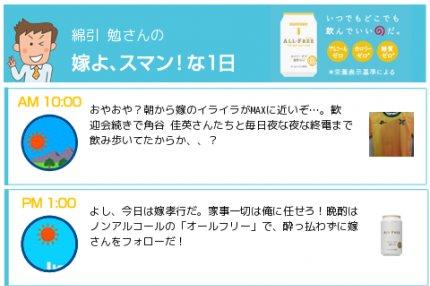 綿引 勉さんの
嫁よ、スマン！な1日
ALL-FREE
いつでもどこでも
飲んでいい◎だ。
アルコール ゼロ
カロリー ゼロ*
糖質 ゼロ*
*栄養表示基準による
AM 10:00
おやおや？朝から嫁のイライラがMAXに近いぞ…。歓
迎会続きで角谷 佳英さんたちと毎日夜な夜な終電まで
飲み歩いてたからか、、？
PM 1:00
よし、今日は嫁孝行だ。家事一切は俺に任せろ！晩酌は
ノンアルコールの「オールフリー」で、酔っ払わずに嫁
さんをフォローだ！